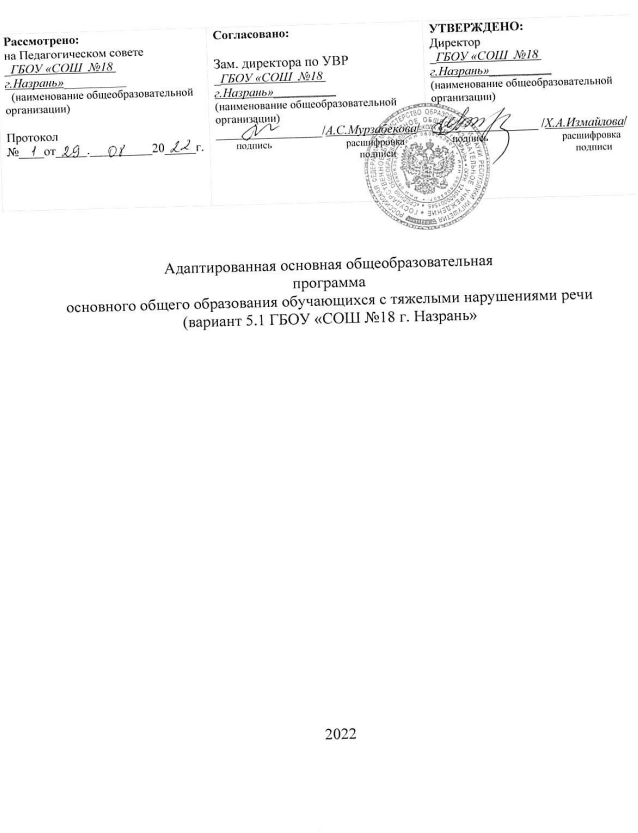 Рассмотрено:
на Педагогическом совете
ГБОУ «СОШ №18
г.Назрань»
(наименование общеобразовательной
организации)
Протокол
№ 1 от 29 . 01 2022г.
Согласовано:
Зам. директора по УВР
ГБОУ «СОШ №18
г.Назрань»
(наименование общеобразовательной
организации)
/А.С.Мурзабекова/
подпись расшифровка
подписи
УТВЕРЖДЕНО:
Директор
ГБОУ «СОШ №18
г.Назрань»
(наименование общеобразовательной
организации)
/Х.А.Измайлова/
подпись расшифровка
подписи
Адаптированная основная общеобразовательная
программа
основного общего образования обучающихся с тяжелыми нарушениями речи
(вариант 5.1 ГБОУ «СОШ №18 г. Назрань»
2022